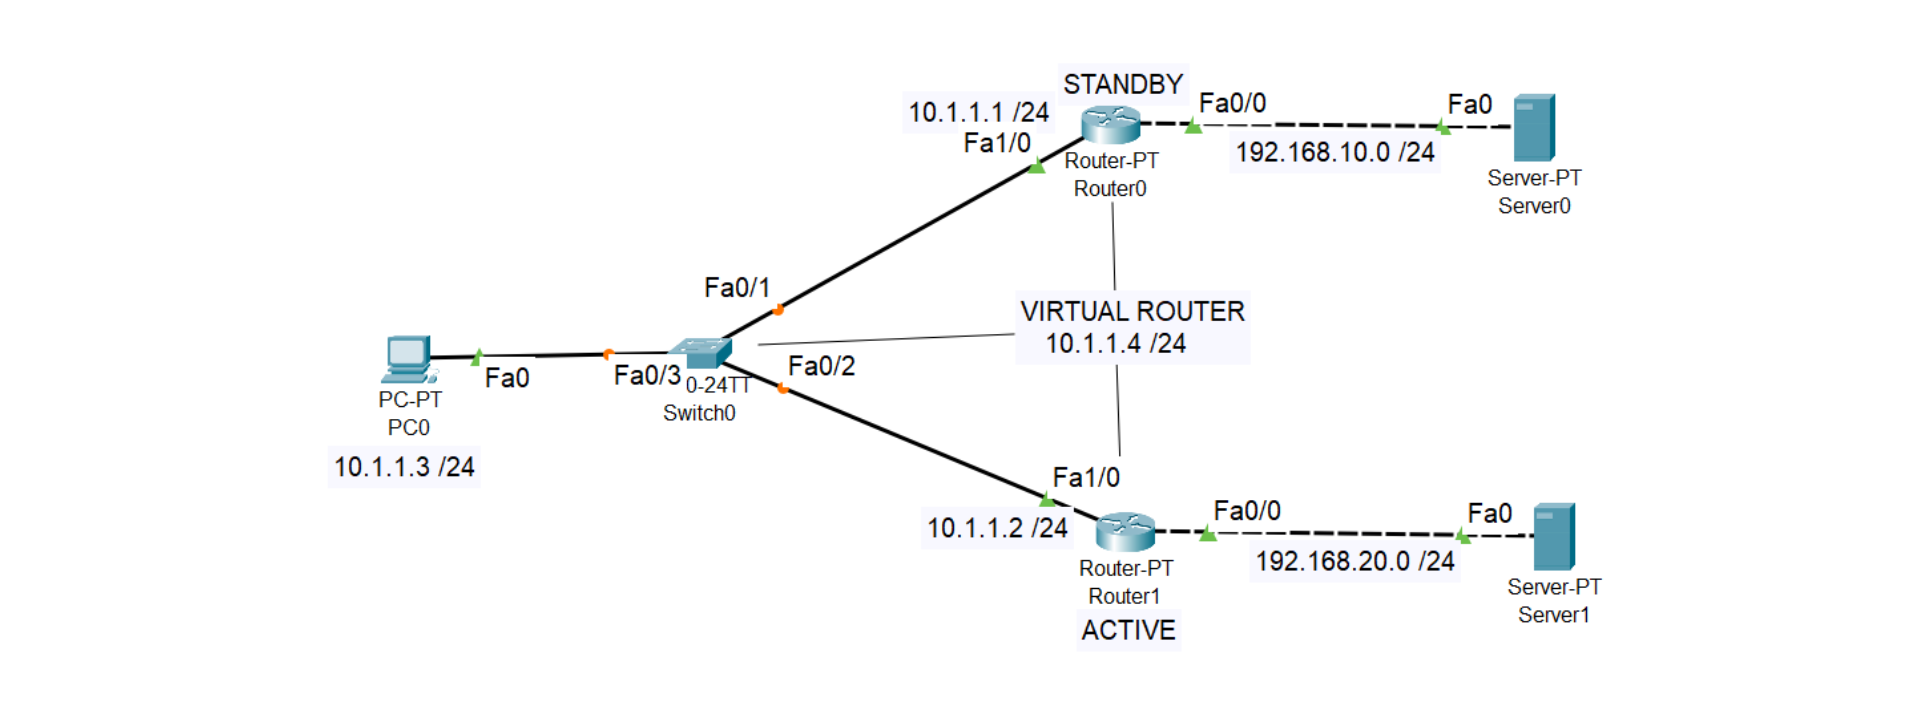 STANDBY
10.1.1.1 /24
Fa1/0
Router-PT
Router0
Fa0/0
Fa0
192.168.10.0 /24
Server-PT
Server0
Fa0/1
VIRTUAL ROUTER
10.1.1.4 /24
Fa0
PC-PT
PC0
10.1.1.3 /24
Fa0/3
0-24TT
Switch0
Fa0/2
Fa1/0
10.1.1.2 /24
Router-PT
Router1
ACTIVE
Fa0/0
Fa0
192.168.20.0 /24
Server-PT
Server1